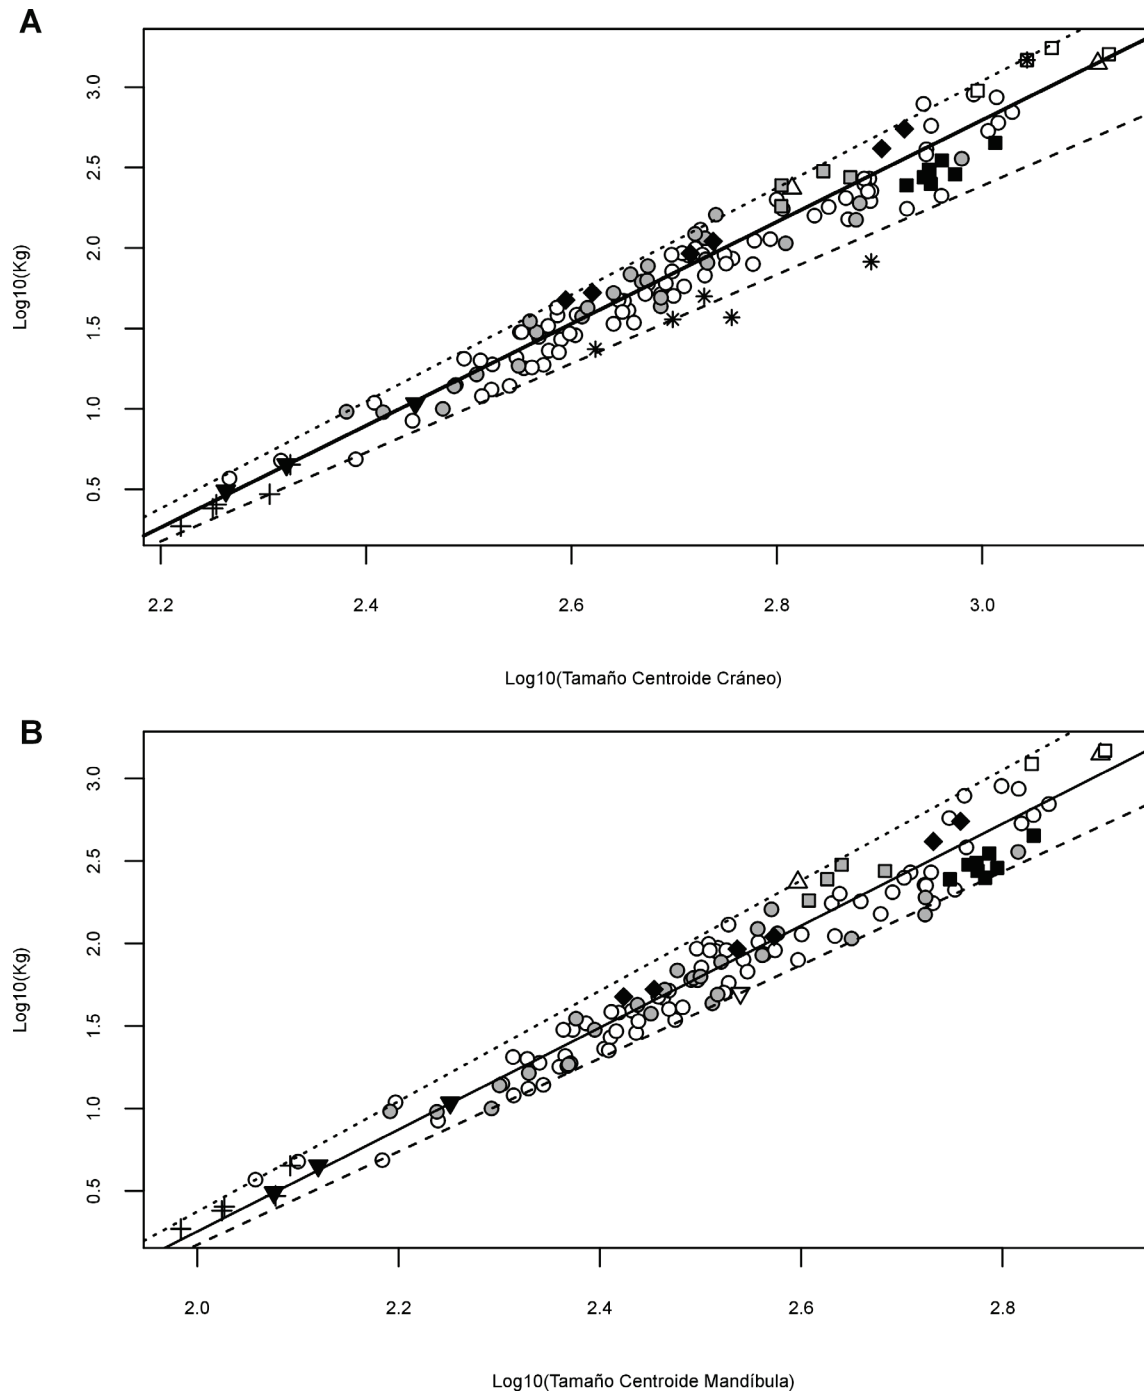 A
3.0
2.5
2.0
1.5
1.0
0.5
Log10(Kg)
2.2 2.4 2.6 2.8 3.0
Log10(Tamaño Centroide Cráneo)
B
3.0
2.5
2.0
1.5
1.0
0.5
Log10(Kg)
2.0 2.2 2.4 2.6 2.8
Log10(Tamaño Centroide Mandíbula)